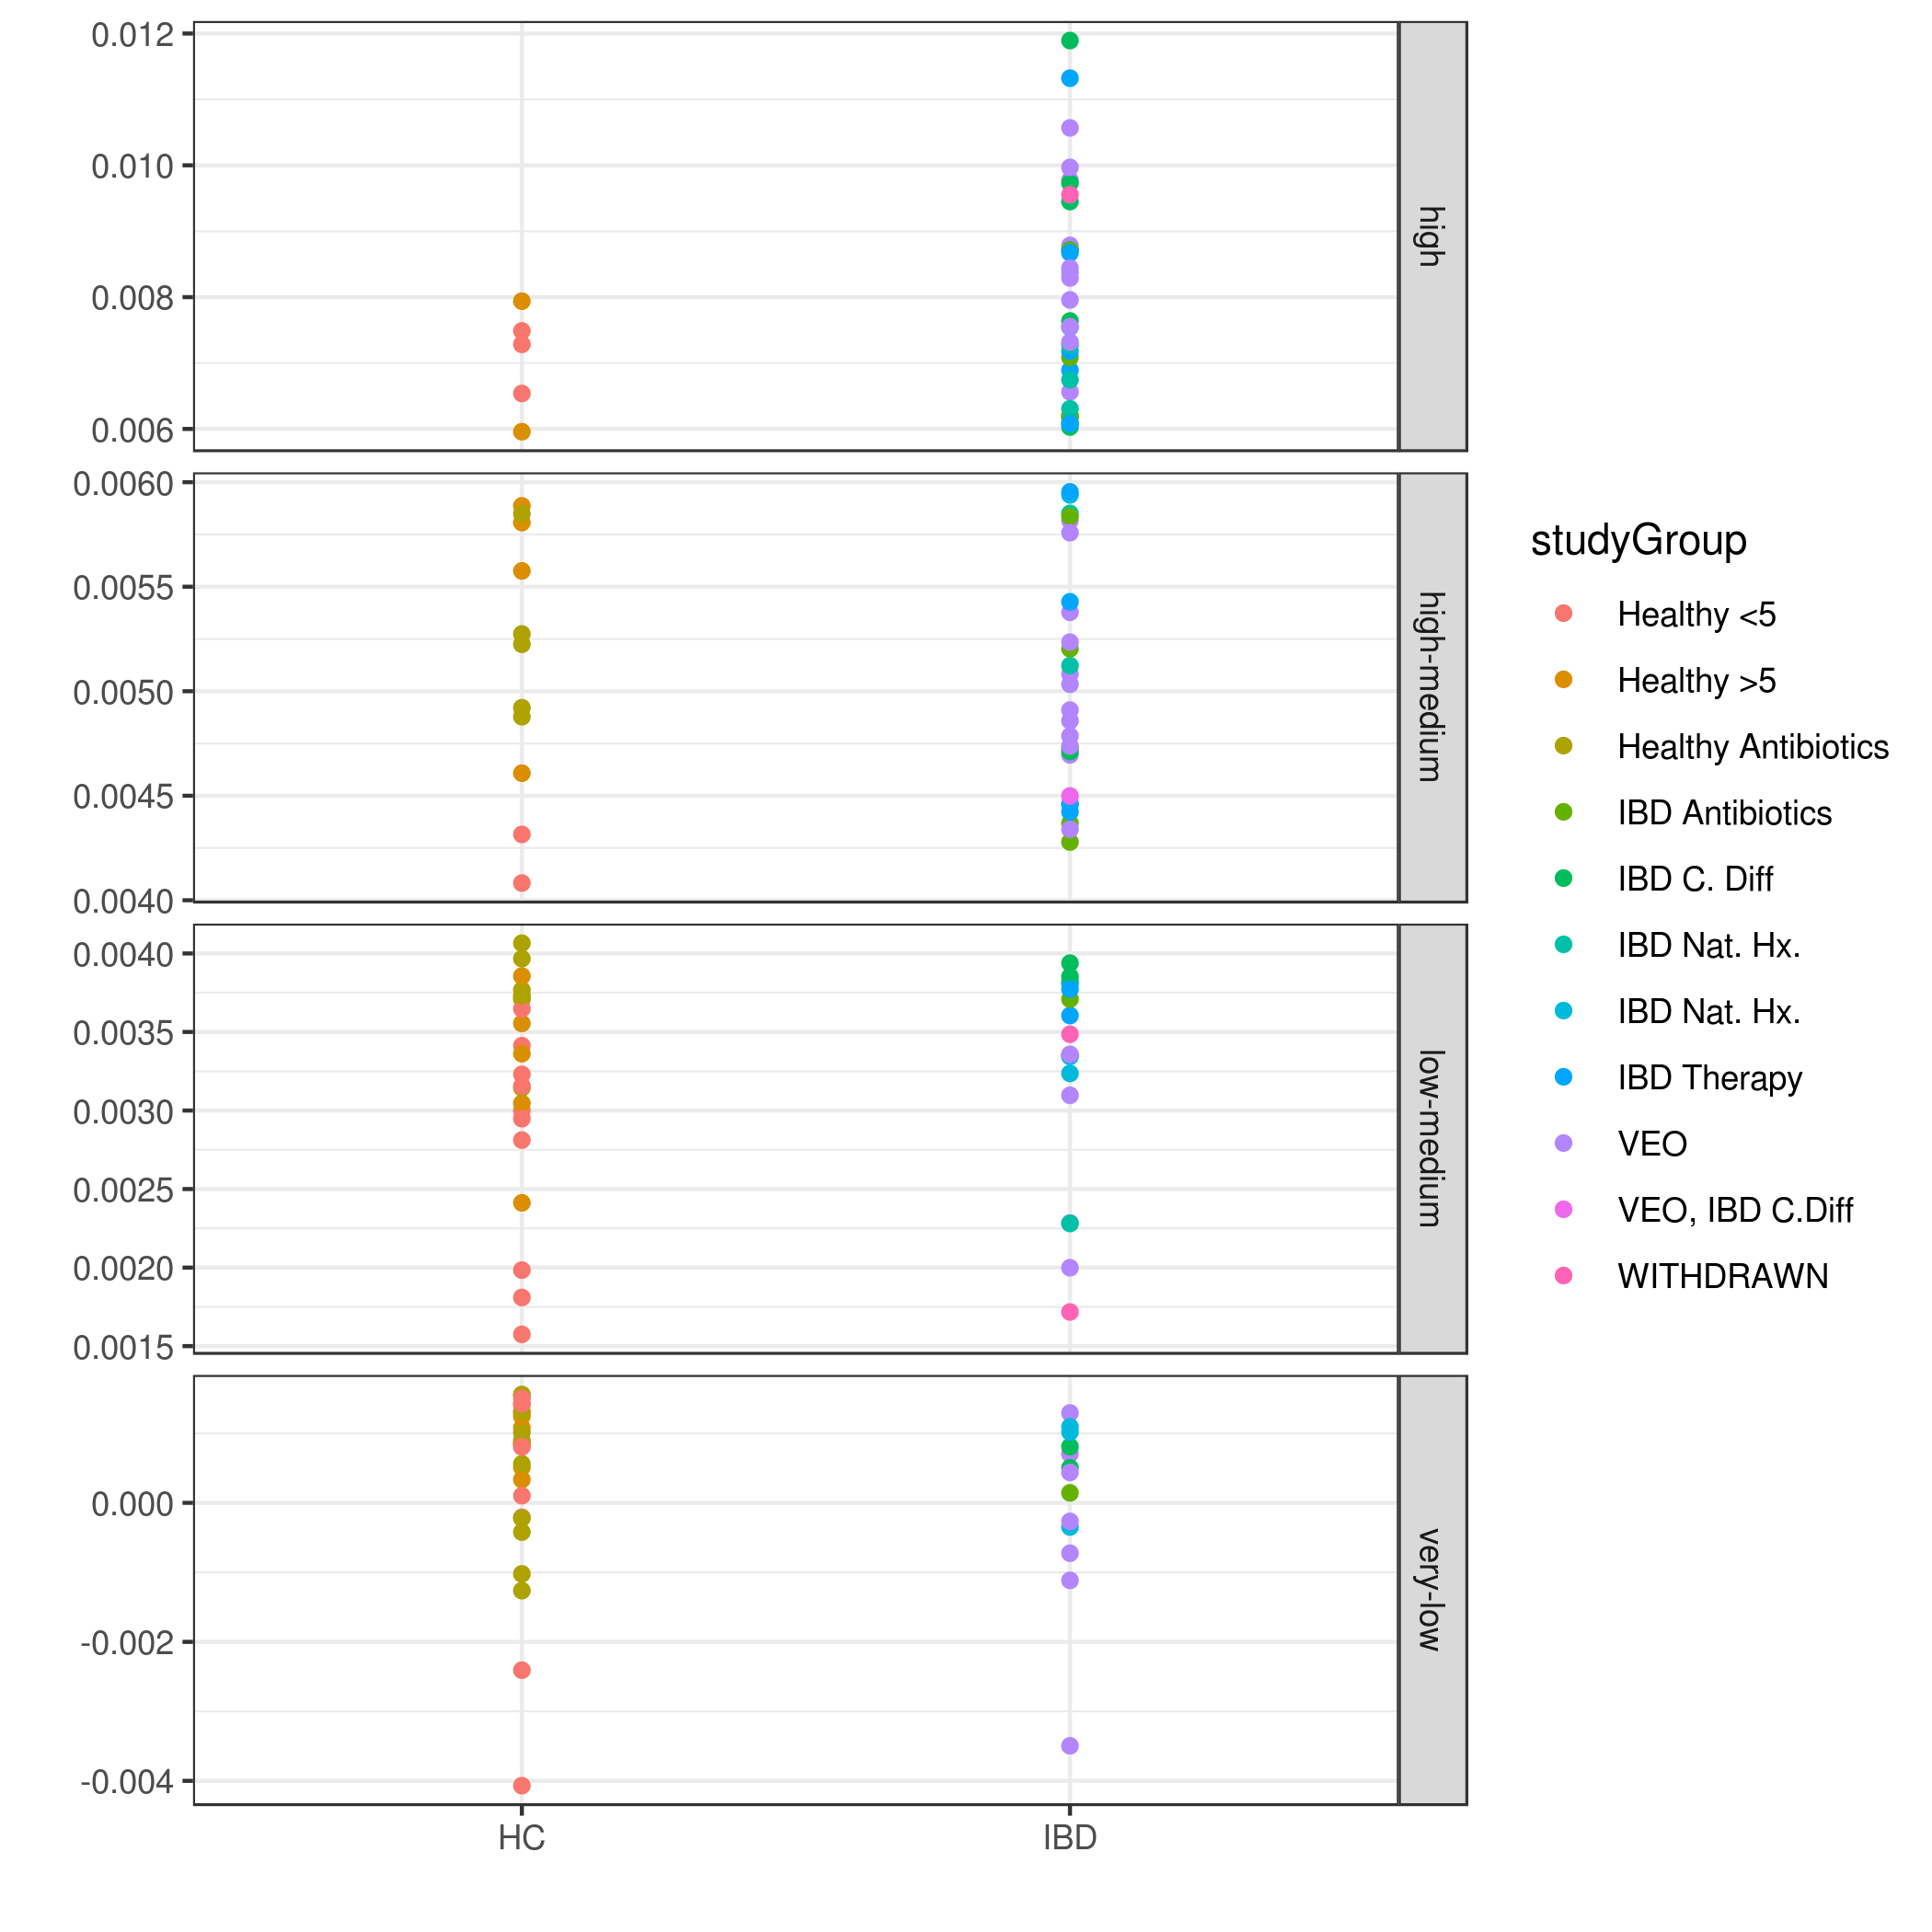 0.012
0.010
0.008
0.006
high
0.0060
0.0055
0.0050
0.0045
0.0040
high-medium
0.0040
0.0035
0.0030
0.0025
0.0020
0.0015
low-medium
0.000
-0.002
-0.004
very-low
HC
IBD
studyGroup
Healthy <5
Healthy >5
Healthy Antibiotics
IBD Antibiotics
IBD C. Diff
IBD Nat. Hx.
IBD Nat. Hx.
IBD Therapy
VEO
VEO, IBD C.Diff
WITHDRAWN